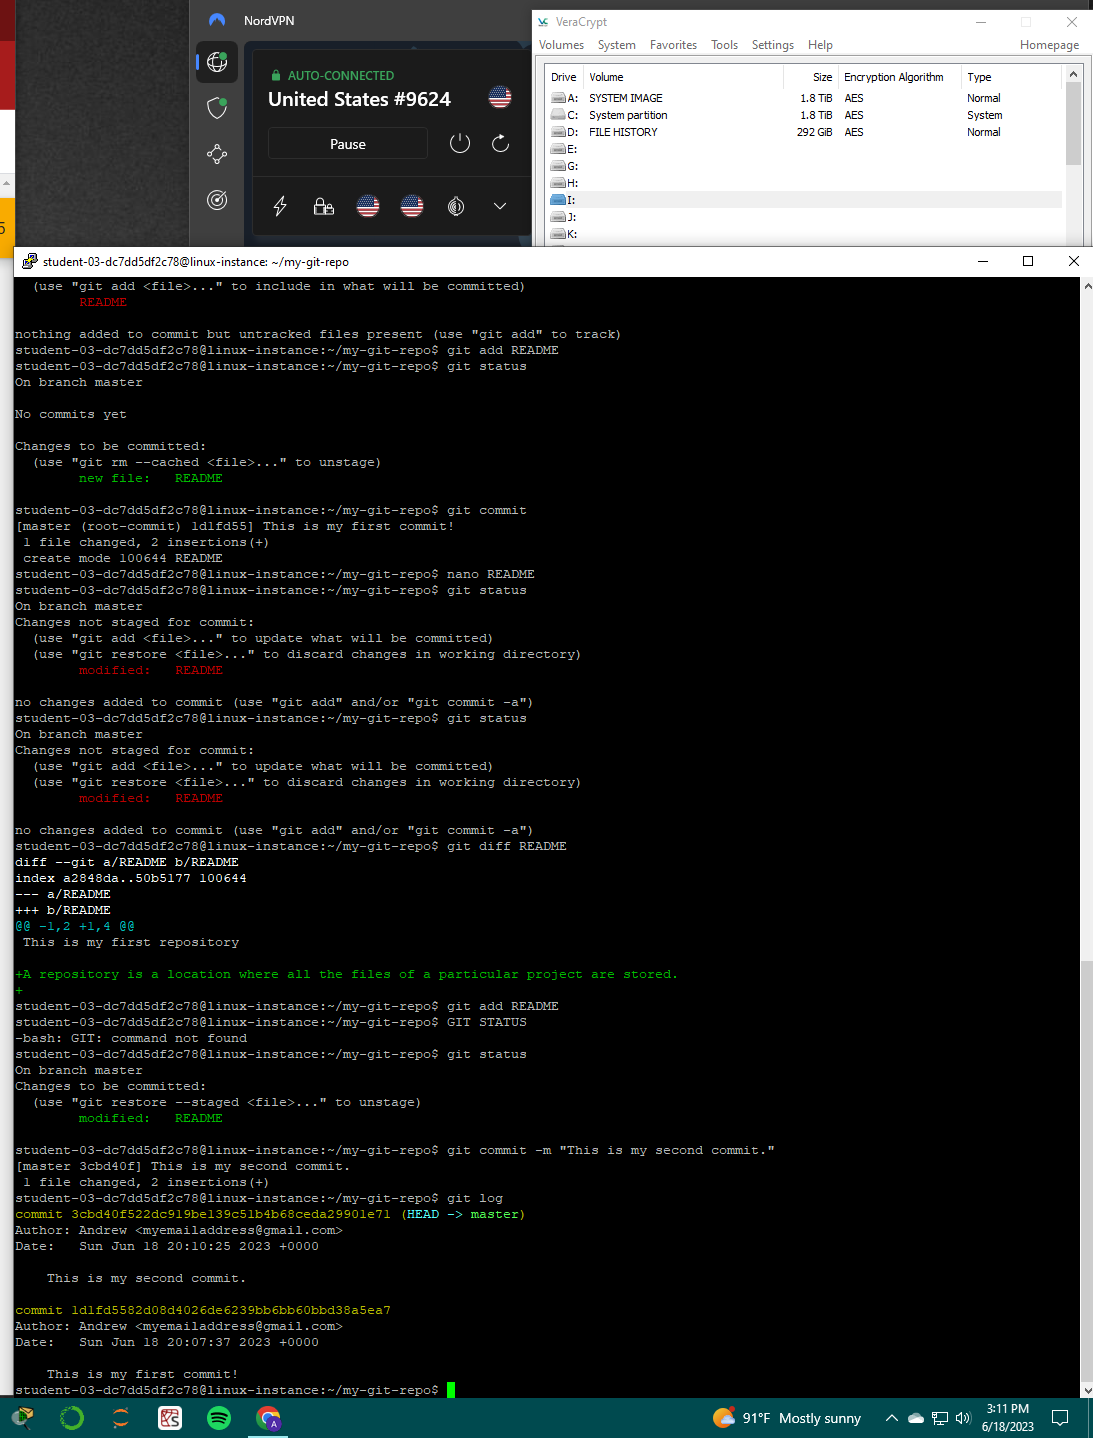 NordVPN
AUTO-CONNECTED
United States #9624
Pause
VeraCrypt
Volumes System Favorites Tools Settings Help Homepage
Drive Volume Size Encryption Algorithm Type
A: SYSTEM IMAGE 1.8 TiB AES Normal
C: System partition 1.8 TiB AES System
D: FILE HISTORY 292 GiB AES Normal
E:
G:
H:
I:
J:
K:
5
student-03-dc7dd5df2c78@linux-instance: ~/my-git-repo
(use "git add <file>..." to include in what will be committed)
README
nothing added to commit but untracked files present (use "git add" to track)
student-03-dc7dd5df2c78@linux-instance:~/my-git-repo$ git add README
student-03-dc7dd5df2c78@linux-instance:~/my-git-repo$ git status
On branch master
No commits yet
Changes to be committed:
(use "git rm --cached <file>..." to unstage)
new file: README
student-03-dc7dd5df2c78@linux-instance:~/my-git-repo$ git commit
[master (root-commit) 1d1fd55] This is my first commit!
1 file changed, 2 insertions(+)
create mode 100644 README
student-03-dc7dd5df2c78@linux-instance:~/my-git-repo$ nano README
student-03-dc7dd5df2c78@linux-instance:~/my-git-repo$ git status
On branch master
Changes not staged for commit:
(use "git add <file>..." to update what will be committed)
(use "git restore <file>..." to discard changes in working directory)
modified: README
no changes added to commit (use "git add" and/or "git commit -a")
student-03-dc7dd5df2c78@linux-instance:~/my-git-repo$ git status
On branch master
Changes not staged for commit:
(use "git add <file>..." to update what will be committed)
(use "git restore <file>..." to discard changes in working directory)
modified: README
no changes added to commit (use "git add" and/or "git commit -a")
student-03-dc7dd5df2c78@linux-instance:~/my-git-repo$ git diff README
diff --git a/README b/README
index a2848da..50b5177 100644
--- a/README
+++ b/README
@@ -1,2 +1,4 @@
This is my first repository
+A repository is a location where all the files of a particular project are stored.
+
student-03-dc7dd5df2c78@linux-instance:~/my-git-repo$ git add README
student-03-dc7dd5df2c78@linux-instance:~/my-git-repo$ GIT STATUS
-bash: GIT: command not found
student-03-dc7dd5df2c78@linux-instance:~/my-git-repo$ git status
On branch master
Changes to be committed:
(use "git restore --staged <file>..." to unstage)
modified: README
student-03-dc7dd5df2c78@linux-instance:~/my-git-repo$ git commit -m "This is my second commit."
[master 3cbd40f] This is my second commit.
1 file changed, 2 insertions(+)
student-03-dc7dd5df2c78@linux-instance:~/my-git-repo$ git log
commit 3cbd40f522dc919be139c51b4b68ceda29901e71 (HEAD -> master)
Author: Andrew <myemailaddress@gmail.com>
Date: Sun Jun 18 20:10:25 2023 +0000
This is my second commit.
commit 1d1fd5582d08d4026de6239bb6bb60bbd38a5ea7
Author: Andrew <myemailaddress@gmail.com>
Date: Sun Jun 18 20:07:37 2023 +0000
This is my first commit!
student-03-dc7dd5df2c78@linux-instance:~/my-git-repo$
A
91°F Mostly sunny
3:11 PM
6/18/2023